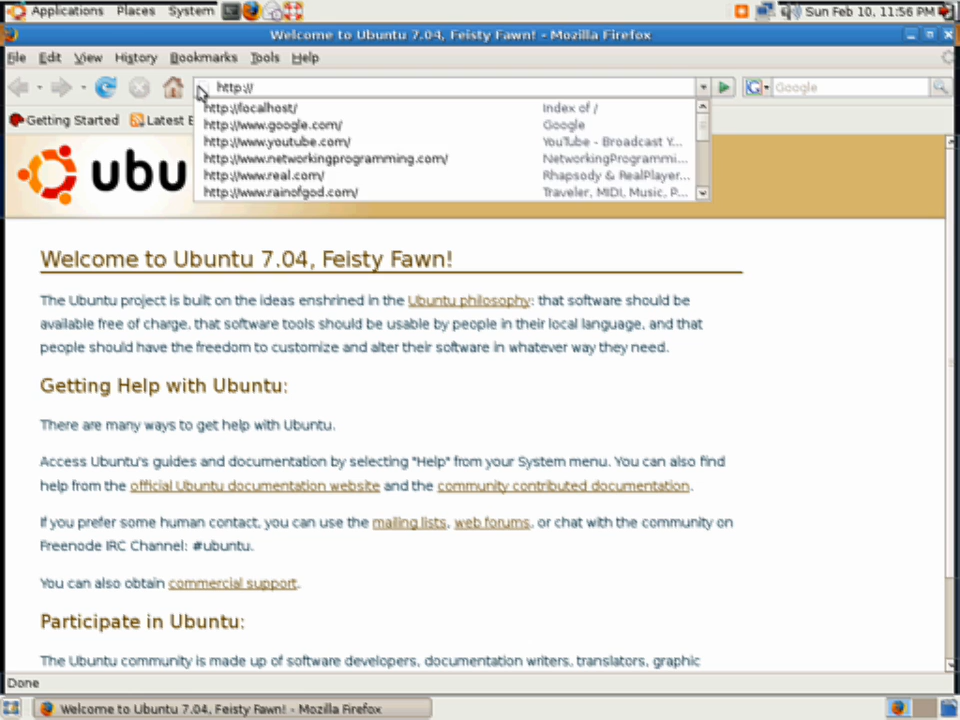 Applications Places System Sun Feb 10, 11:56 PM
Welcome to Ubuntu 7.04, Feisty Fawn! - Mozilla Firefox
File Edit View History Bookmarks Tools Help
http:// Google
http://localhost/ Index of /
http://www.google.com/ Google
http://www.youtube.com/ YouTube - Broadcast Y...
http://www.networkingprogramming.com/ NetworkingProgrammi...
http://www.real.com/ Rhapsody & RealPlayer...
http://www.rainofgod.com/ Traveler, MIDI, Music, P...
Getting Started Latest B
ubu
Welcome to Ubuntu 7.04, Feisty Fawn!
The Ubuntu project is built on the ideas enshrined in the Ubuntu philosophy: that software should be
available free of charge, that software tools should be usable by people in their local language, and that
people should have the freedom to customize and alter their software in whatever way they need.
Getting Help with Ubuntu:
There are many ways to get help with Ubuntu.
Access Ubuntu's guides and documentation by selecting "Help" from your System menu. You can also find
help from the official Ubuntu documentation website and the community contributed documentation.
If you prefer some human contact, you can use the mailing lists, web forums, or chat with the community on
Freenode IRC Channel: #ubuntu.
You can also obtain commercial support.
Participate in Ubuntu:
The Ubuntu community is made up of software developers, documentation writers, translators, graphic
Done
Welcome to Ubuntu 7.04, Feisty Fawn! - Mozilla Firefox